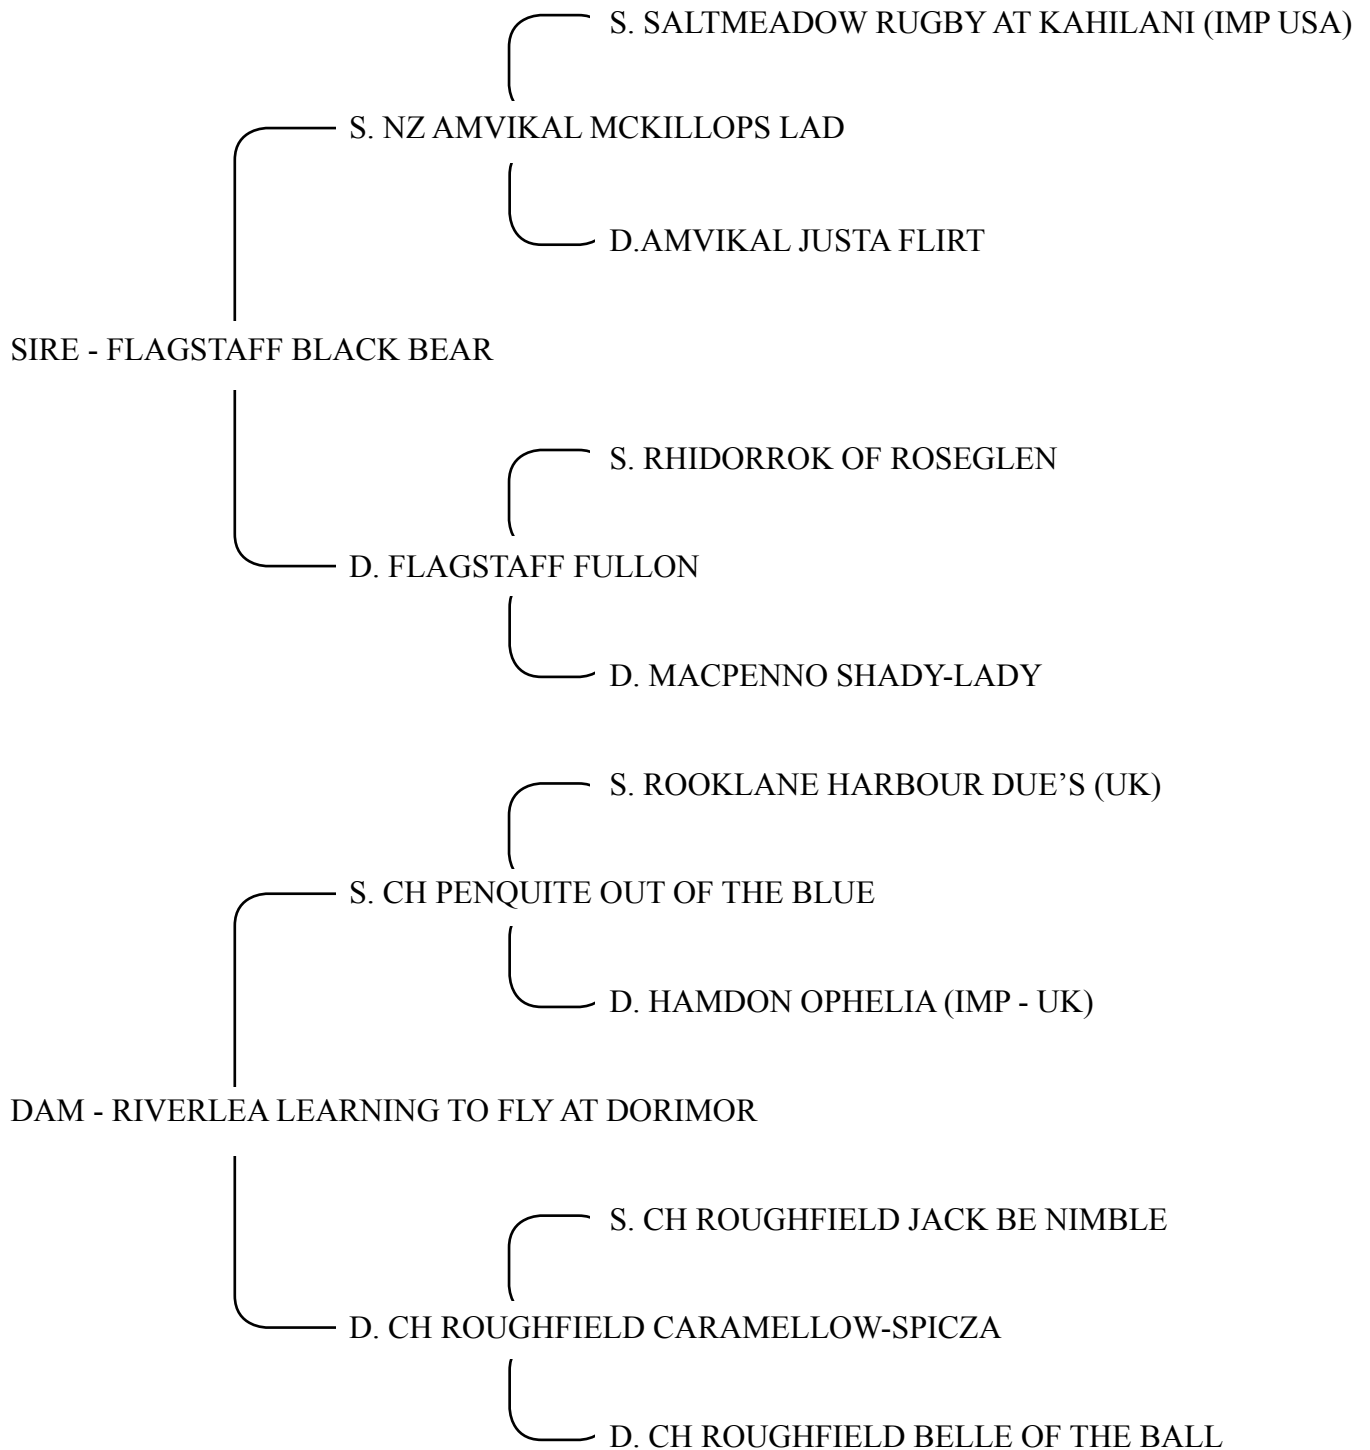 S. SALTMEADOW RUGBY AT KAHILANI (IMP USA)
S. NZ AMVIKAL MCKILLOPS LAD
D.AMVIKAL JUSTA FLIRT
SIRE - FLAGSTAFF BLACK BEAR
S. RHIDORROK OF ROSEGLEN
D. FLAGSTAFF FULLON
D. MACPENNO SHADY-LADY
S. ROOKLANE HARBOUR DUE’S (UK)
S. CH PENQUITE OUT OF THE BLUE
D. HAMDON OPHELIA (IMP - UK)
DAM - RIVERLEA LEARNING TO FLY AT DORIMOR
S. CH ROUGHFIELD JACK BE NIMBLE
D. CH ROUGHFIELD CARAMELLOW-SPICZA
D. CH ROUGHFIELD BELLE OF THE BALL